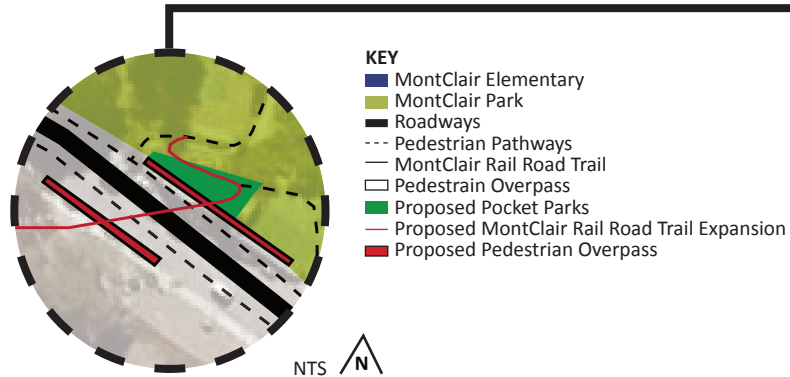 KEY
MontClair Elementary
MontClair Park
Roadways
Pedestrian Pathways
MontClair Rail Road Trail
Pedestrain Overpass
Proposed Pocket Parks
Proposed MontClair Rail Road Trail Expansion
Proposed Pedestrian Overpass
NTS N